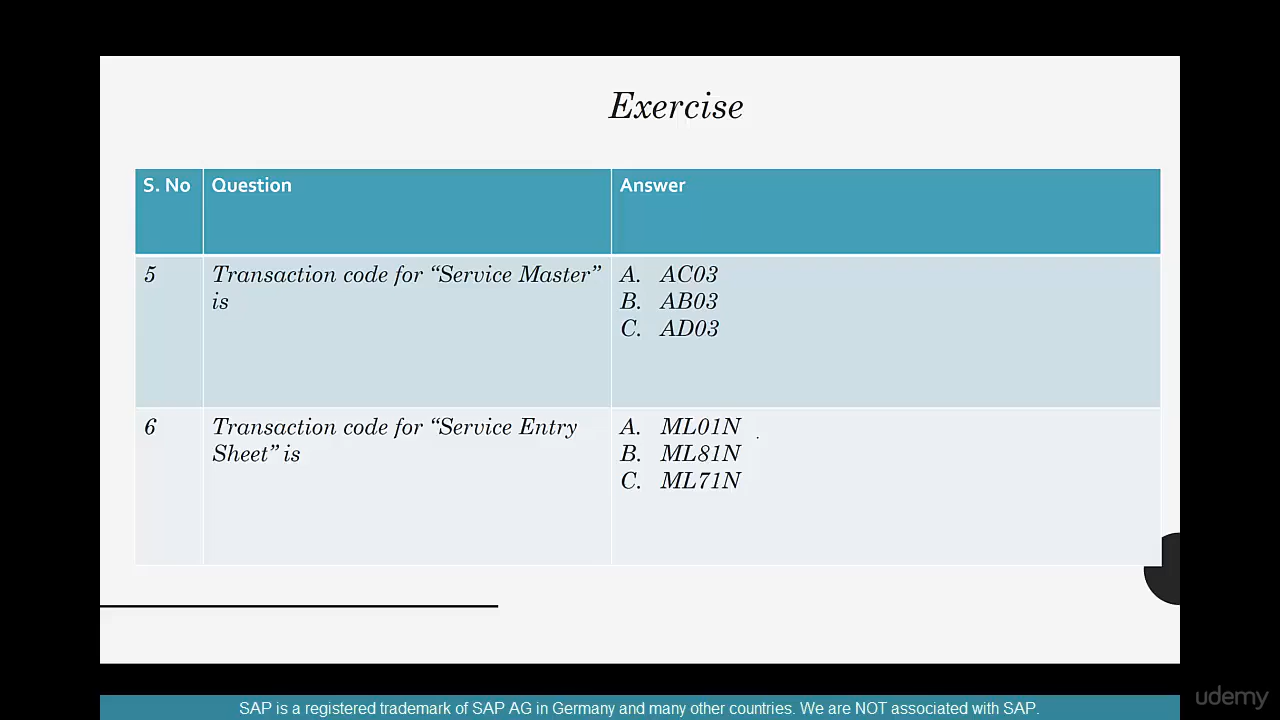 Exercise
S. No Question Answer
5 Transaction code for “Service Master” is
A. AC03
B. AB03
C. AD03
6 Transaction code for “Service Entry Sheet” is
A. ML01N
B. ML81N
C. ML71N
SAP is a registered trademark of SAP AG in Germany and many other countries. We are NOT associated with SAP.
udemy